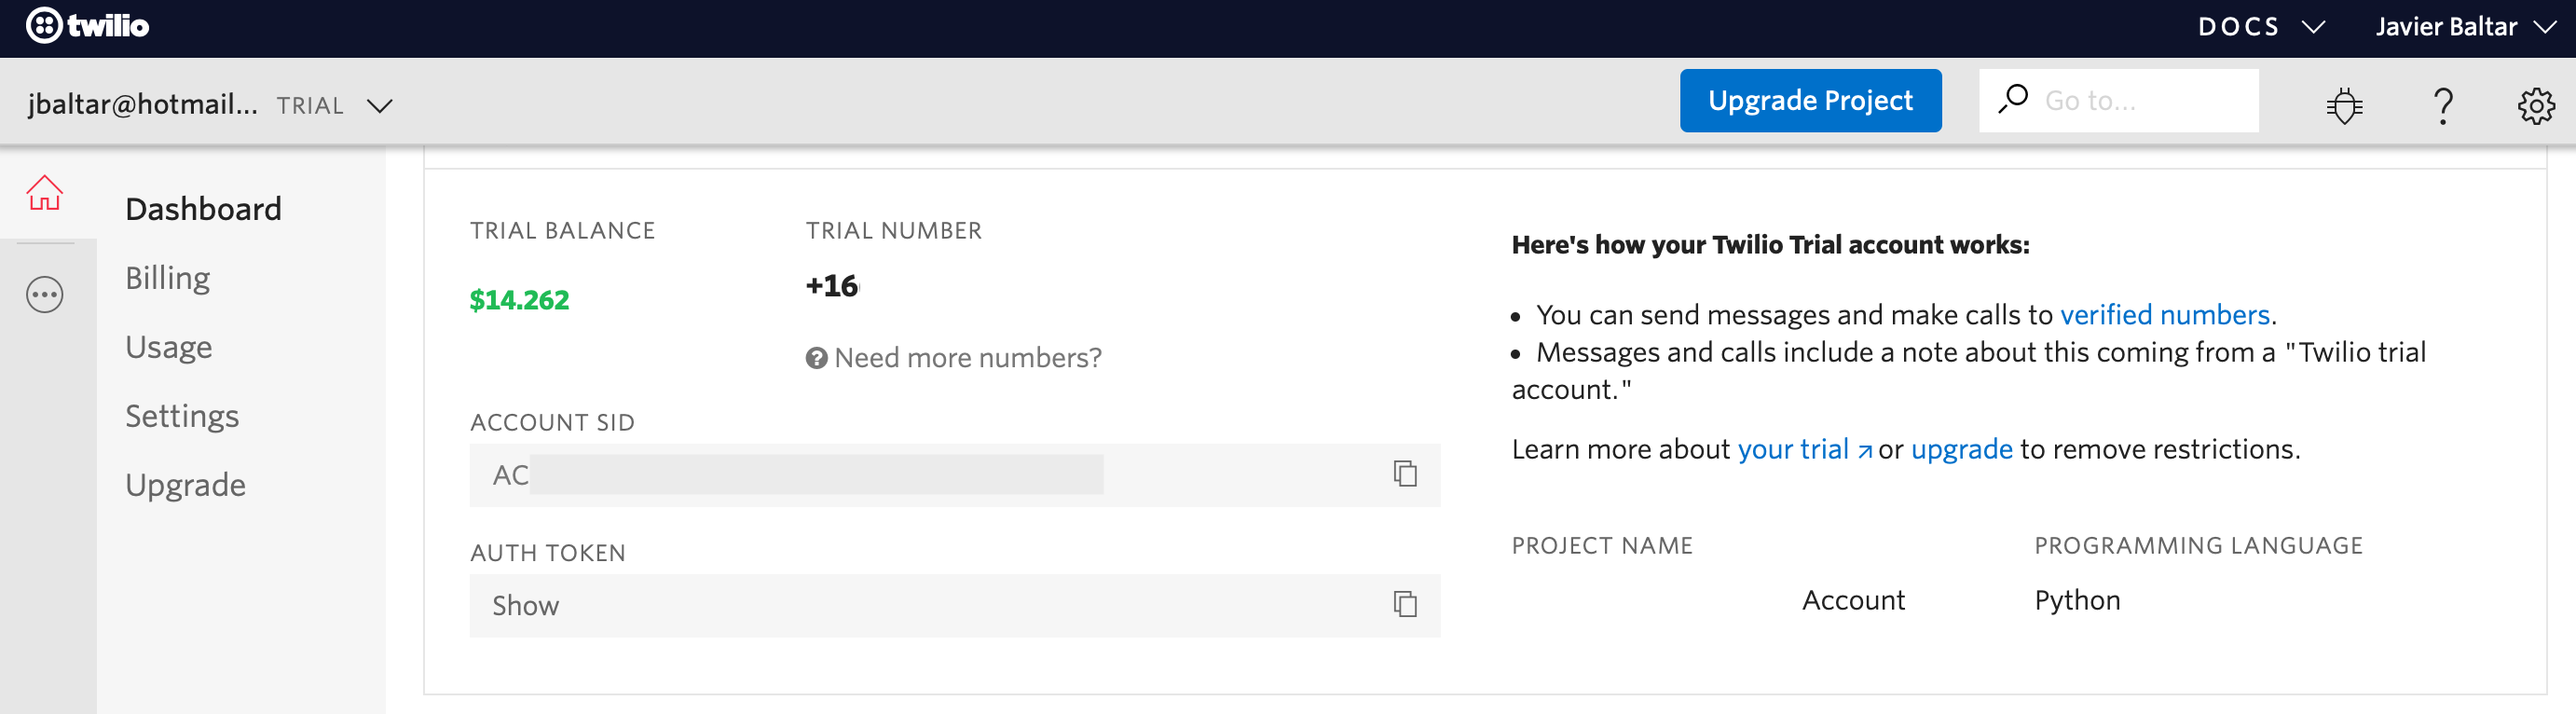 twilio
DOCS
Javier Baltar
jbaltar@hotmail... TRIAL
Upgrade Project
Go to...
Dashboard
Billing
Usage
Settings
Upgrade
TRIAL BALANCE
$14.262
TRIAL NUMBER
+16
Need more numbers?
ACCOUNT SID
AC
AUTH TOKEN
Show
Here's how your Twilio Trial account works:
• You can send messages and make calls to verified numbers.
• Messages and calls include a note about this coming from a "Twilio trial
account."
Learn more about your trial ↗ or upgrade to remove restrictions.
PROJECT NAME
Account
PROGRAMMING LANGUAGE
Python